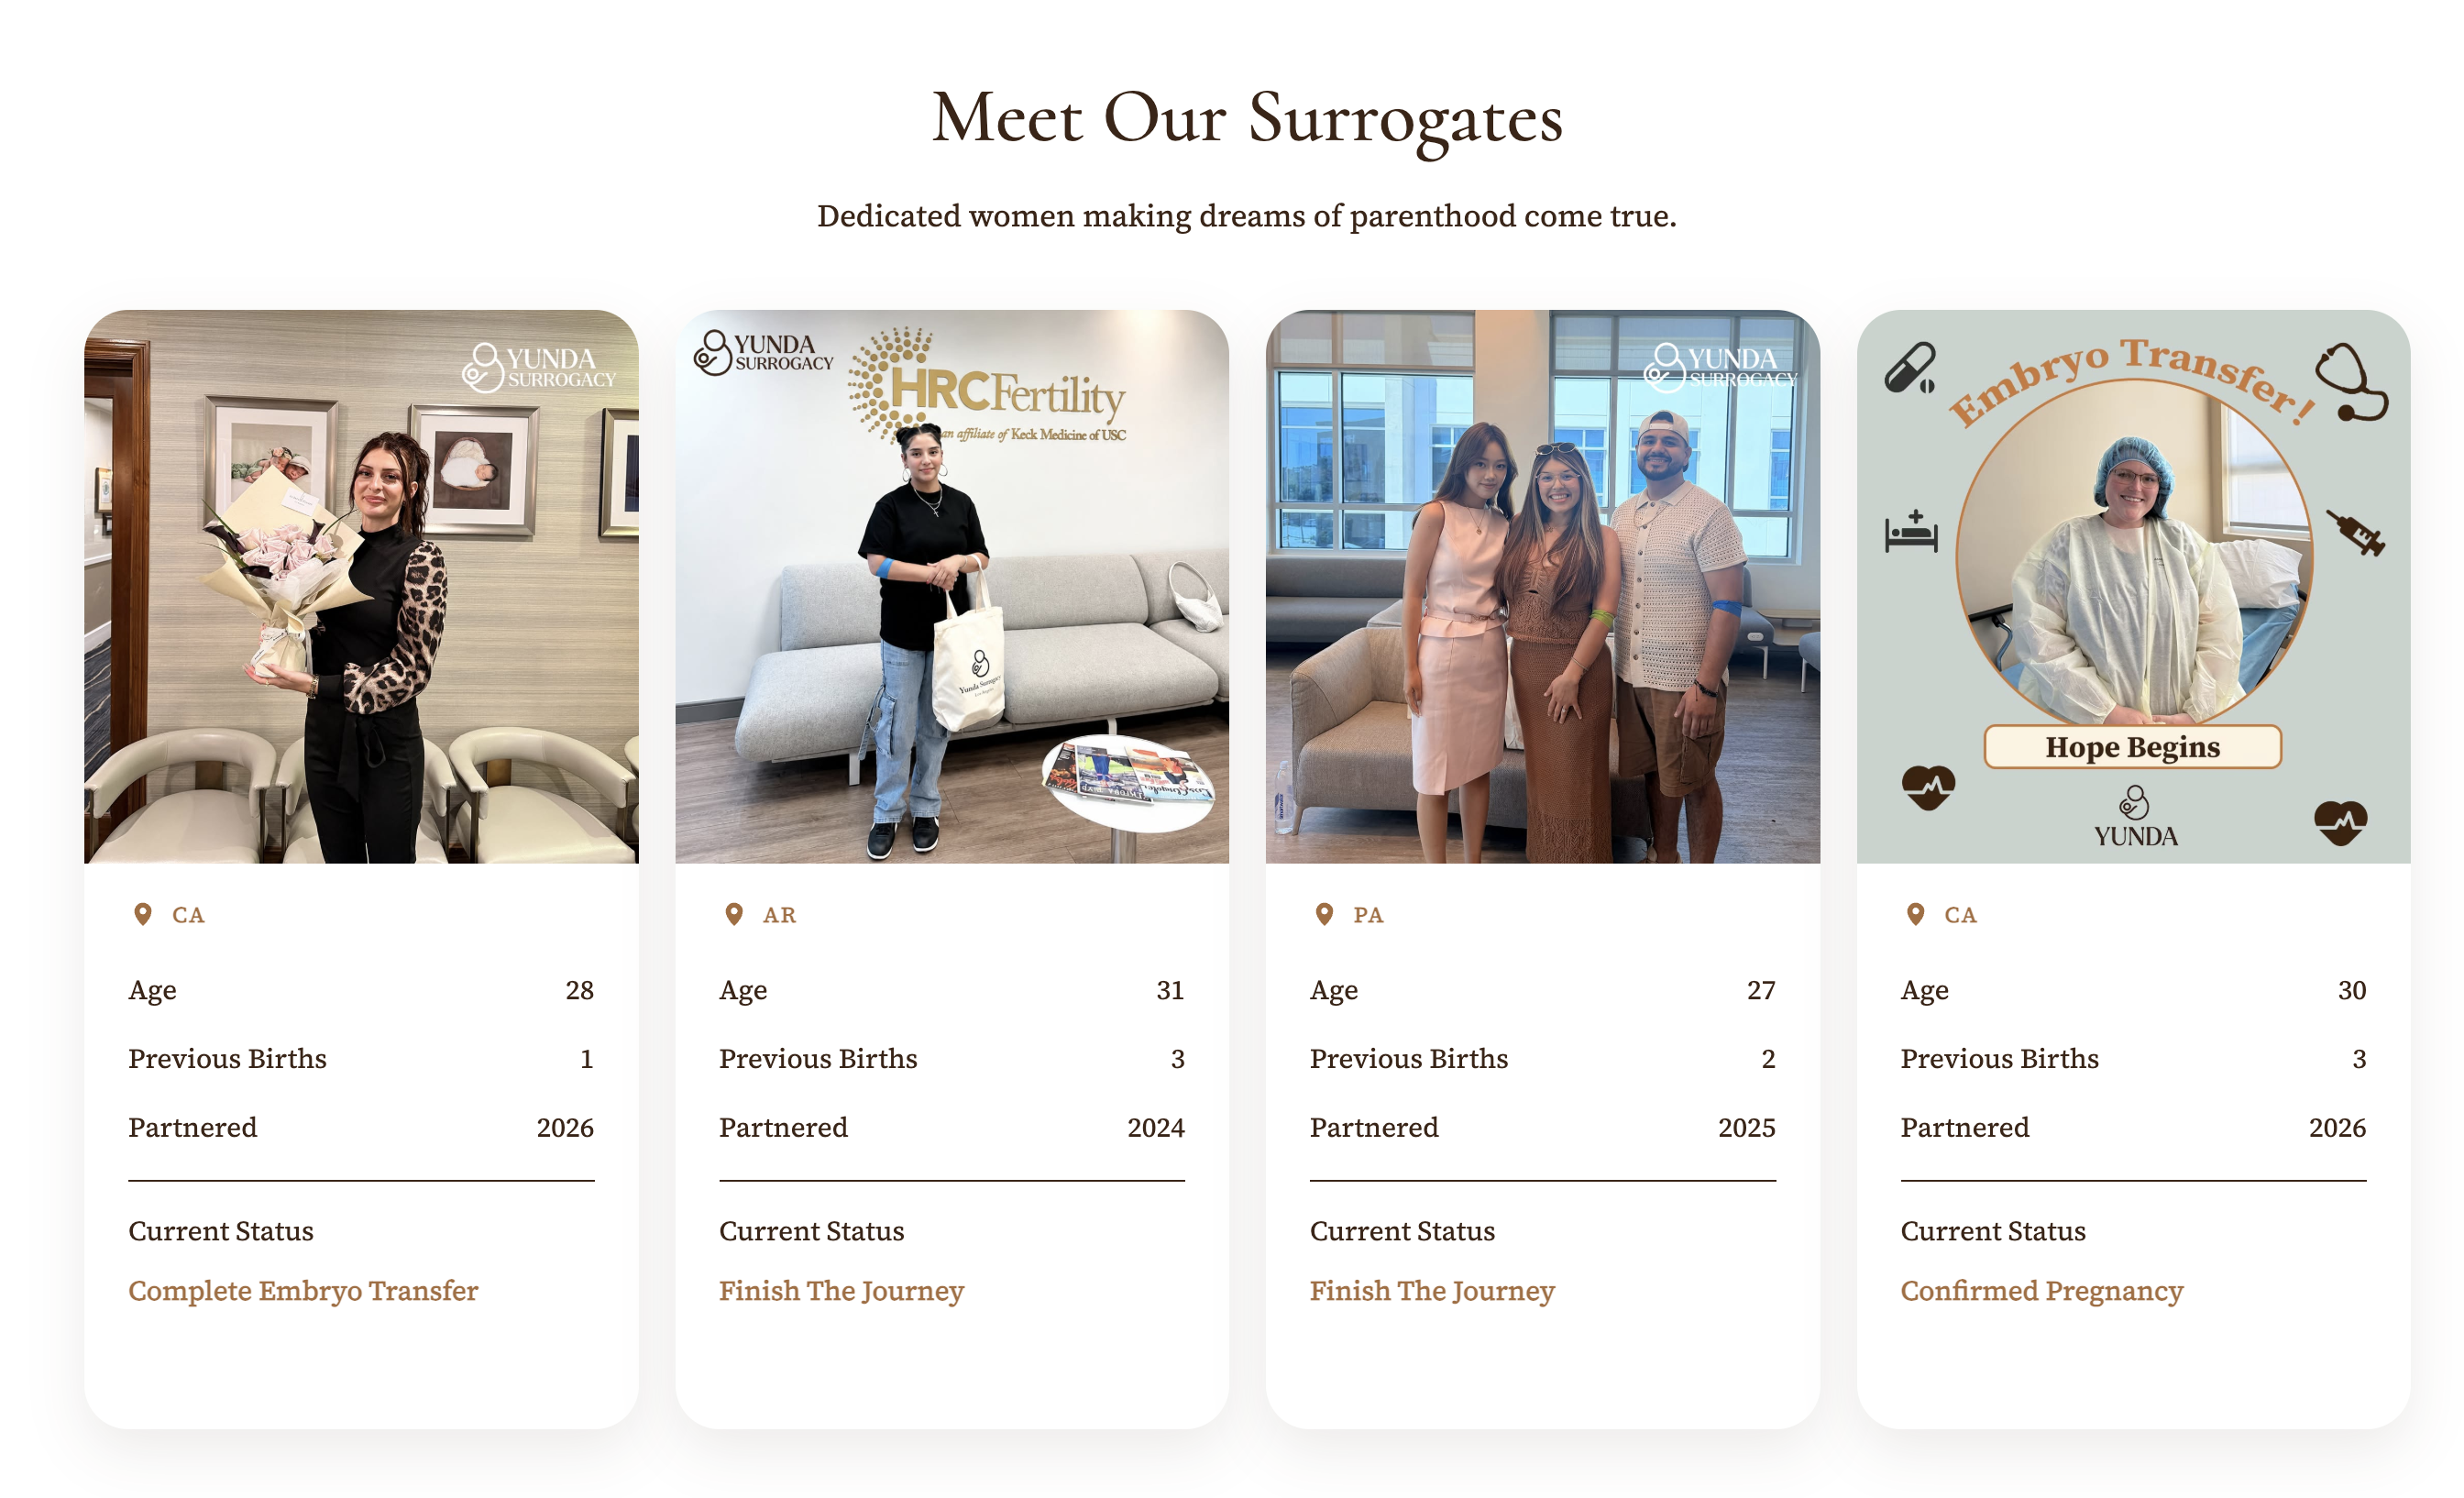 Meet Our Surrogates
Dedicated women making dreams of parenthood come true.
YUNDA
SURROGACY
YUNDA
SURROGACY
HRC Fertility
an affiliate of Keck Medicine of USC
Yunda Surrogacy
YUNDA
SURROGACY
Embryo Transfer!
Hope Begins
YUNDA
CA
Age 28
Previous Births 1
Partnered 2026
Current Status
Complete Embryo Transfer
AR
Age 31
Previous Births 3
Partnered 2024
Current Status
Finish The Journey
PA
Age 27
Previous Births 2
Partnered 2025
Current Status
Finish The Journey
CA
Age 30
Previous Births 3
Partnered 2026
Current Status
Confirmed Pregnancy